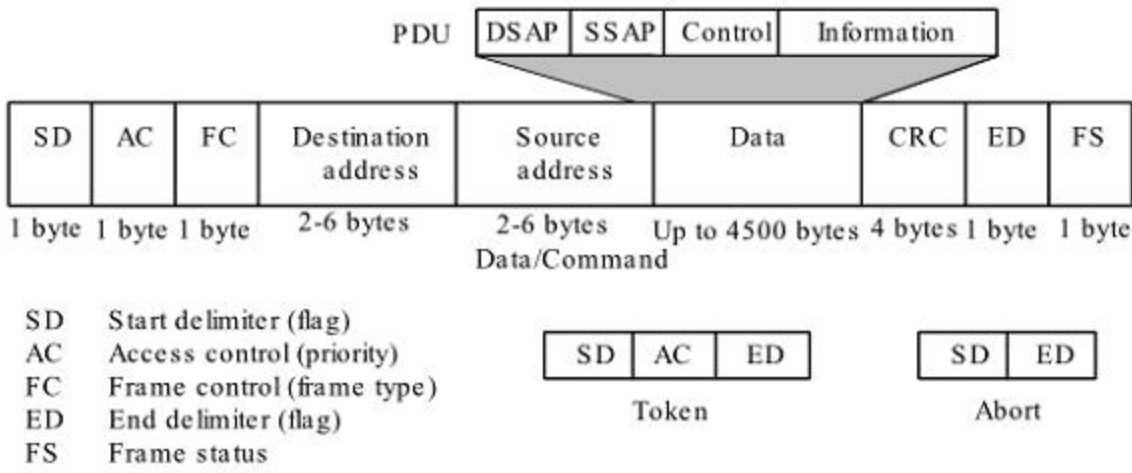 PDU DSAP SSAP Control Information
SD AC FC Destination address Source address Data CRC ED FS
1 byte 1 byte 1 byte 2-6 bytes 2-6 bytes Up to 4500 bytes 4 bytes 1 byte 1 byte
Data/Command
SD Start delimiter (flag)
AC Access control (priority)
FC Frame control (frame type)
ED End delimiter (flag)
FS Frame status
SD AC ED
Token
SD ED
Abort